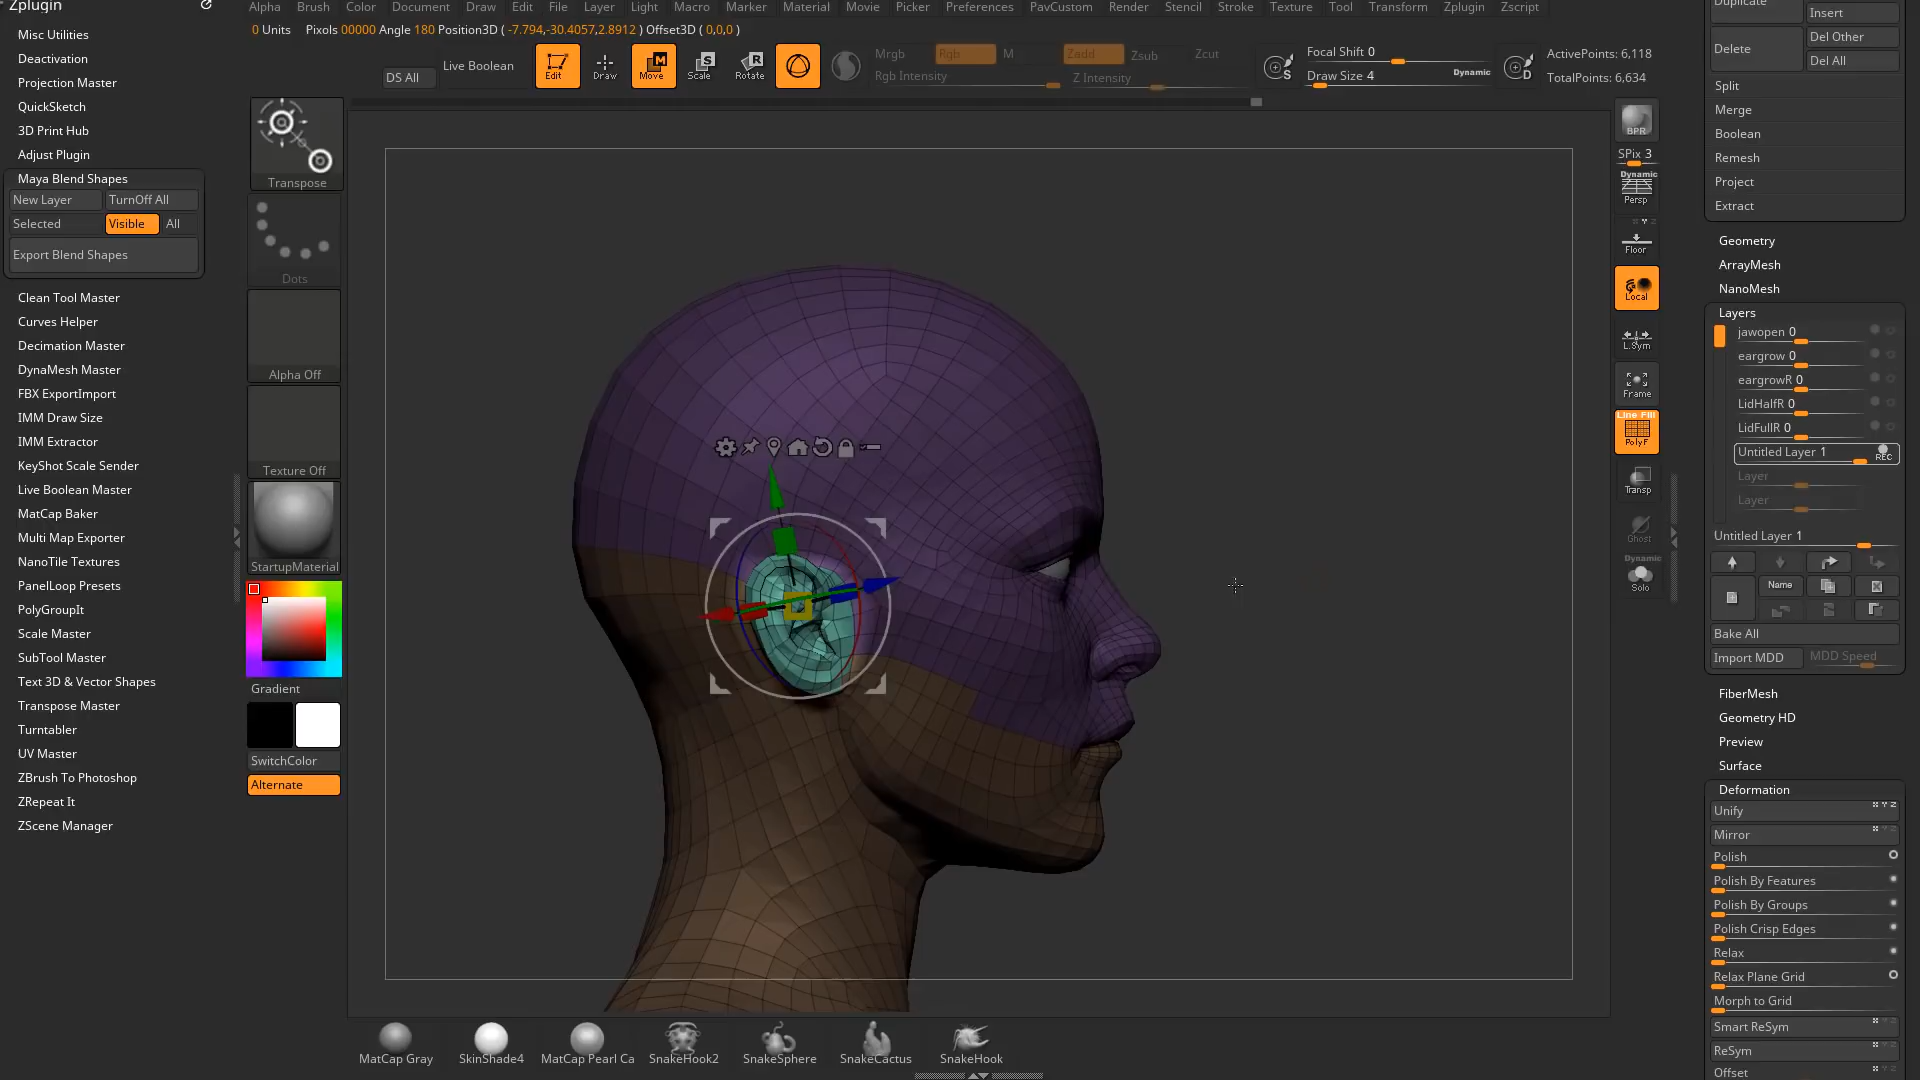 Zplugin
Alpha Brush Color Document Draw Edit File Layer Light Macro Marker Material Movie Picker Preferences PavCustom Render Stencil Stroke Texture Tool Transform Zplugin Zscript
0 Units Pixols 00000 Angle 180 Position3D ( -7.794,-30.4057,2.8912 ) Offset3D ( 0,0,0 )
DS All
Live Boolean
Edit
Draw
Move
Scale
Rotate
Mrgb Rgb M
Rgb Intensity
Zadd Zsub Zcut
Z Intensity
Focal Shift 0
Draw Size 4
Dynamic
S
D
ActivePoints: 6,118
TotalPoints: 6,634
Misc Utilities
Deactivation
Projection Master
QuickSketch
3D Print Hub
Adjust Plugin
Maya Blend Shapes
New Layer TurnOff All
Selected Visible All
Export Blend Shapes
Clean Tool Master
Curves Helper
Decimation Master
DynaMesh Master
FBX ExportImport
IMM Draw Size
IMM Extractor
KeyShot Scale Sender
Live Boolean Master
MatCap Baker
Multi Map Exporter
NanoTile Textures
PanelLoop Presets
PolyGroupIt
Scale Master
SubTool Master
Text 3D & Vector Shapes
Transpose Master
Turntabler
UV Master
ZBrush To Photoshop
ZRepeat It
ZScene Manager
Transpose
Dots
Alpha Off
Texture Off
StartupMaterial
Gradient
SwitchColor
Alternate
BPR
SPix 3
Dynamic
Persp
Floor
Local
L.Sym
Frame
Line Fill
PolyF
Transp
Ghost
Dynamic
Solo
Duplicate Insert
Delete
Del Other
Del All
Split
Merge
Boolean
Remesh
Project
Extract
Geometry
ArrayMesh
NanoMesh
Layers
jawopen 0
eargrow 0
eargrowR 0
LidHalfR 0
LidFullR 0
Untitled Layer 1 REC
Layer
Layer
Untitled Layer 1
Name
Bake All
Import MDD MDD Speed
FiberMesh
Geometry HD
Preview
Surface
Deformation
Unify
Mirror
Polish
Polish By Features
Polish By Groups
Polish Crisp Edges
Relax
Relax Plane Grid
Morph to Grid
Smart ReSym
ReSym
Offset
MatCap Gray SkinShade4 MatCap Pearl Ca SnakeHook2 SnakeSphere SnakeCactus SnakeHook